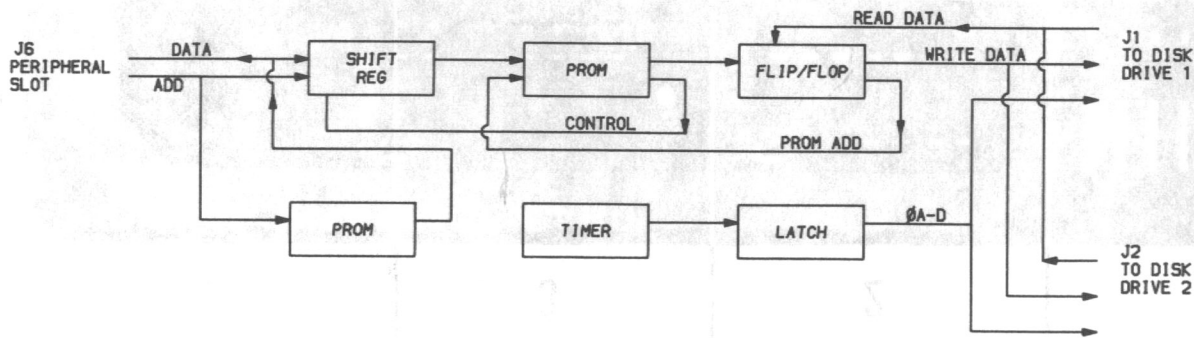 J6
PERIPHERAL
SLOT
DATA
ADD
SHIFT
REG
PROM
FLIP/FLOP
READ DATA
WRITE DATA
J1
TO DISK
DRIVE 1
CONTROL
PROM ADD
PROM
TIMER
LATCH
ØA-D
J2
TO DISK
DRIVE 2